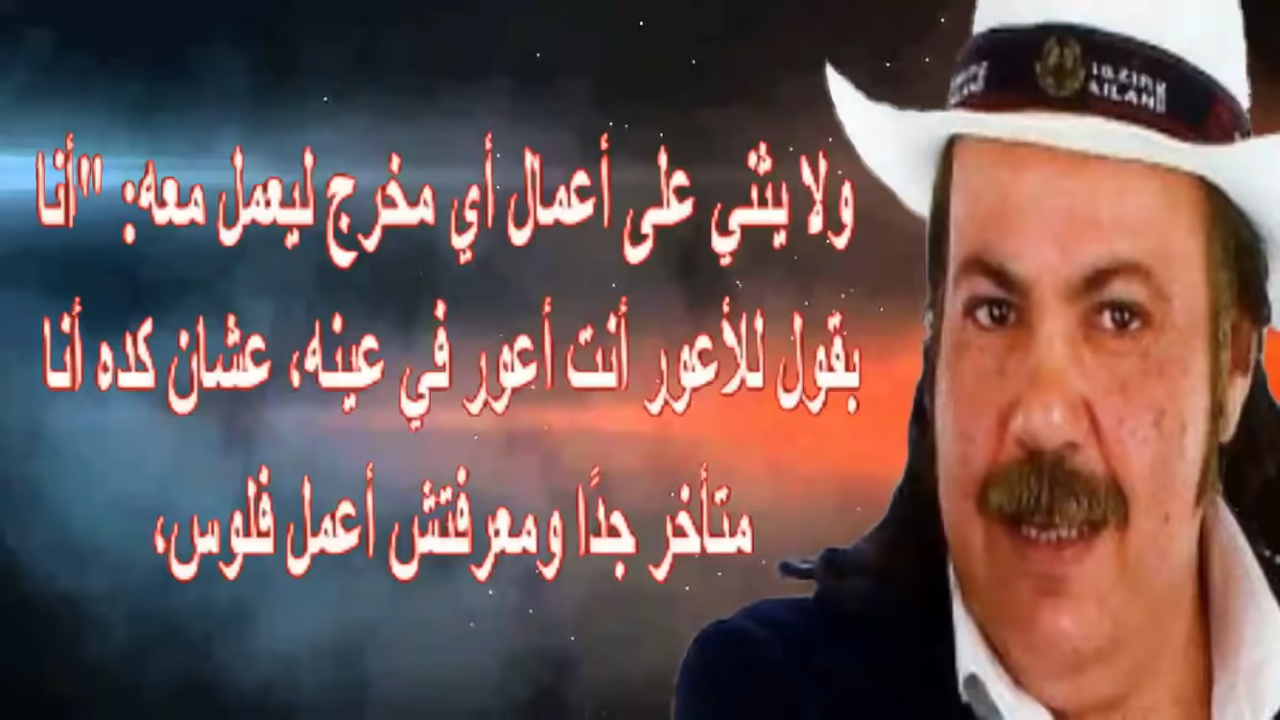 ولا يثني على أعمال أي مخرج ليعمل معه: "أنا
بقول للأعور أنت أعور في عينه، عشان كده أنا
متأخر جدًا ومعرفتش أعمل فلوس،